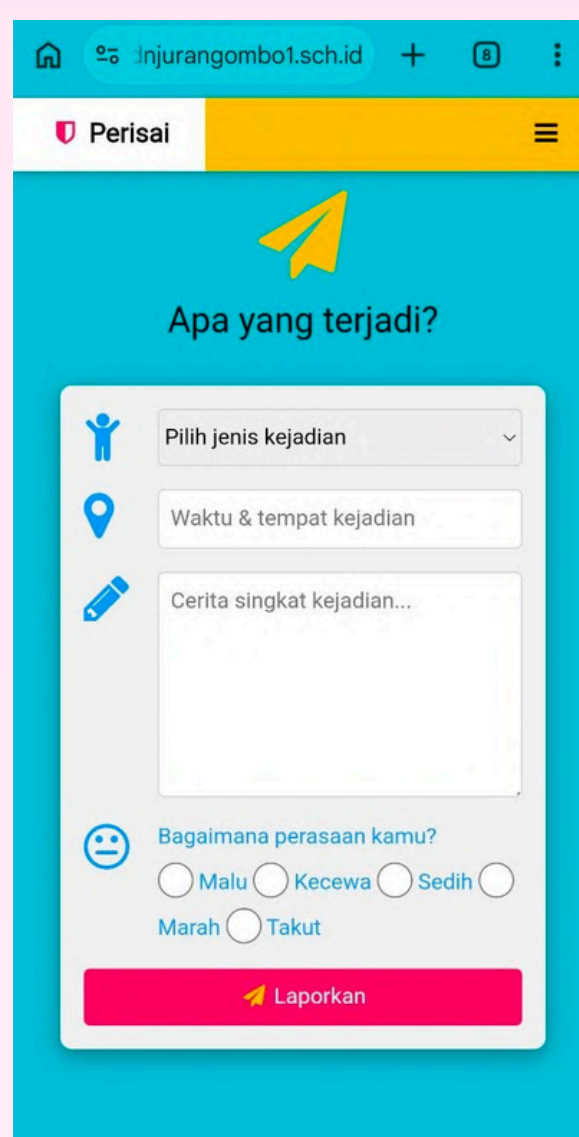 dnjurangombo1.sch.id
8
Perisai
Apa yang terjadi?
Pilih jenis kejadian
Waktu & tempat kejadian
Cerita singkat kejadian...
Bagaimana perasaan kamu?
Malu Kecewa Sedih
Marah Takut
Laporkan